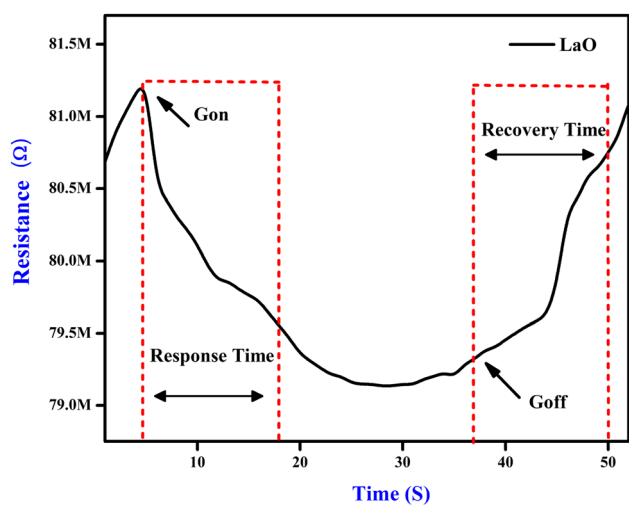 81.5M
81.0M
80.5M
80.0M
79.5M
79.0M
Resistance (Ω)
LaO
Gon
Recovery Time
Response Time
Goff
10
20
30
40
50
Time (S)